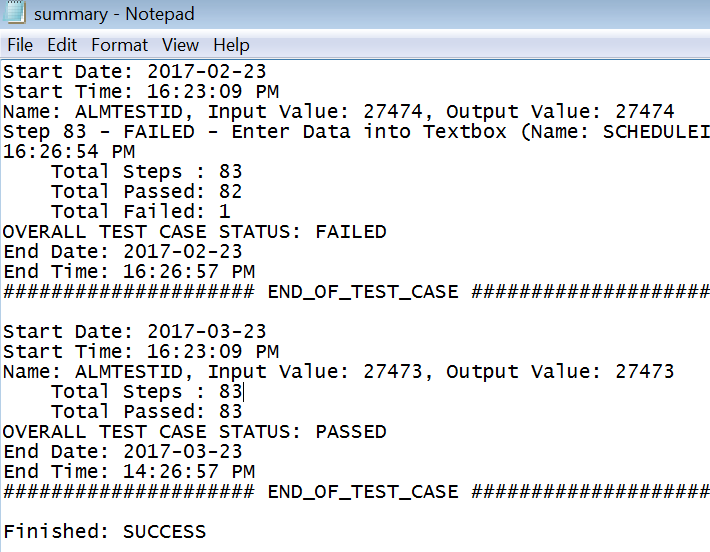 summary - Notepad
File Edit Format View Help
Start Date: 2017-02-23
Start Time: 16:23:09 PM
Name: ALMTESTID, Input Value: 27474, Output Value: 27474
Step 83 - FAILED - Enter Data into Textbox (Name: SCHEDULEI
16:26:54 PM
    Total Steps : 83
    Total Passed: 82
    Total Failed: 1
OVERALL TEST CASE STATUS: FAILED
End Date: 2017-02-23
End Time: 16:26:57 PM
##################### END_OF_TEST_CASE ####################
Start Date: 2017-03-23
Start Time: 16:23:09 PM
Name: ALMTESTID, Input Value: 27473, Output Value: 27473
    Total Steps : 83
    Total Passed: 83
OVERALL TEST CASE STATUS: PASSED
End Date: 2017-03-23
End Time: 14:26:57 PM
##################### END_OF_TEST_CASE ####################
Finished: SUCCESS